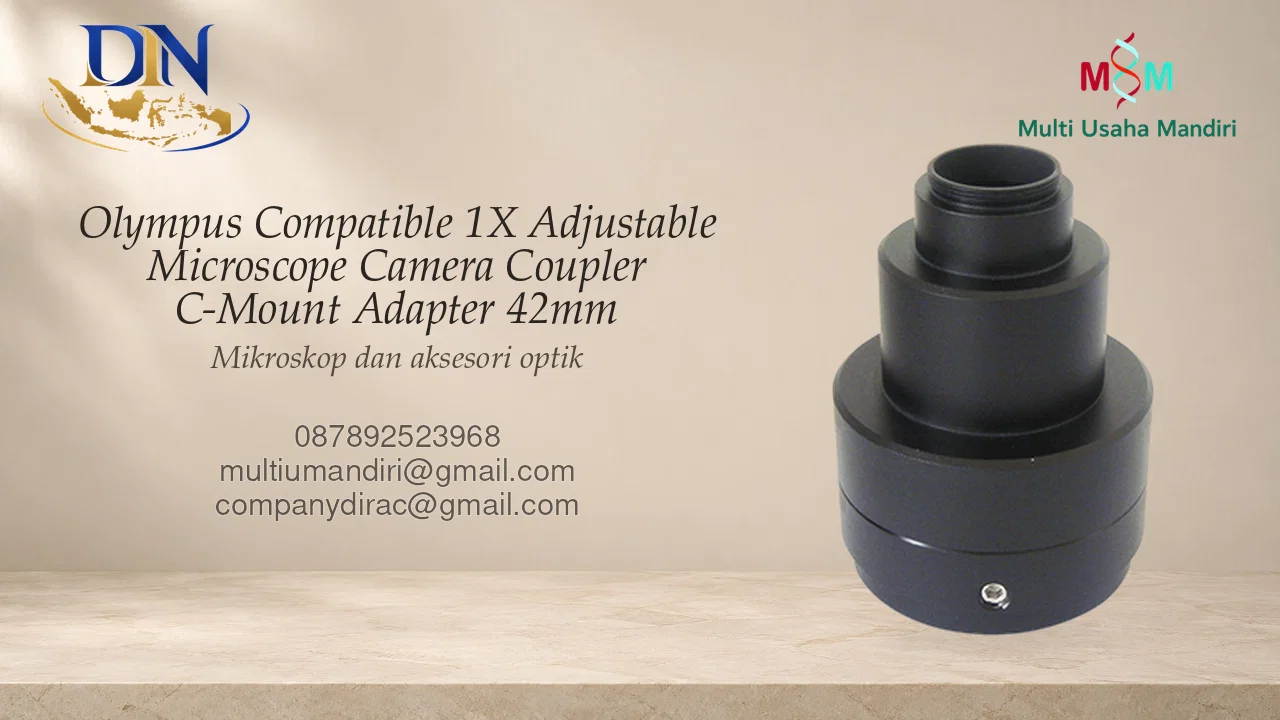 DN
M M
Multi Usaha Mandiri
Olympus Compatible 1X Adjustable
Microscope Camera Coupler
C-Mount Adapter 42mm
Mikroskop dan aksesori optik
087892523968
multiumandiri@gmail.com
companydirac@gmail.com